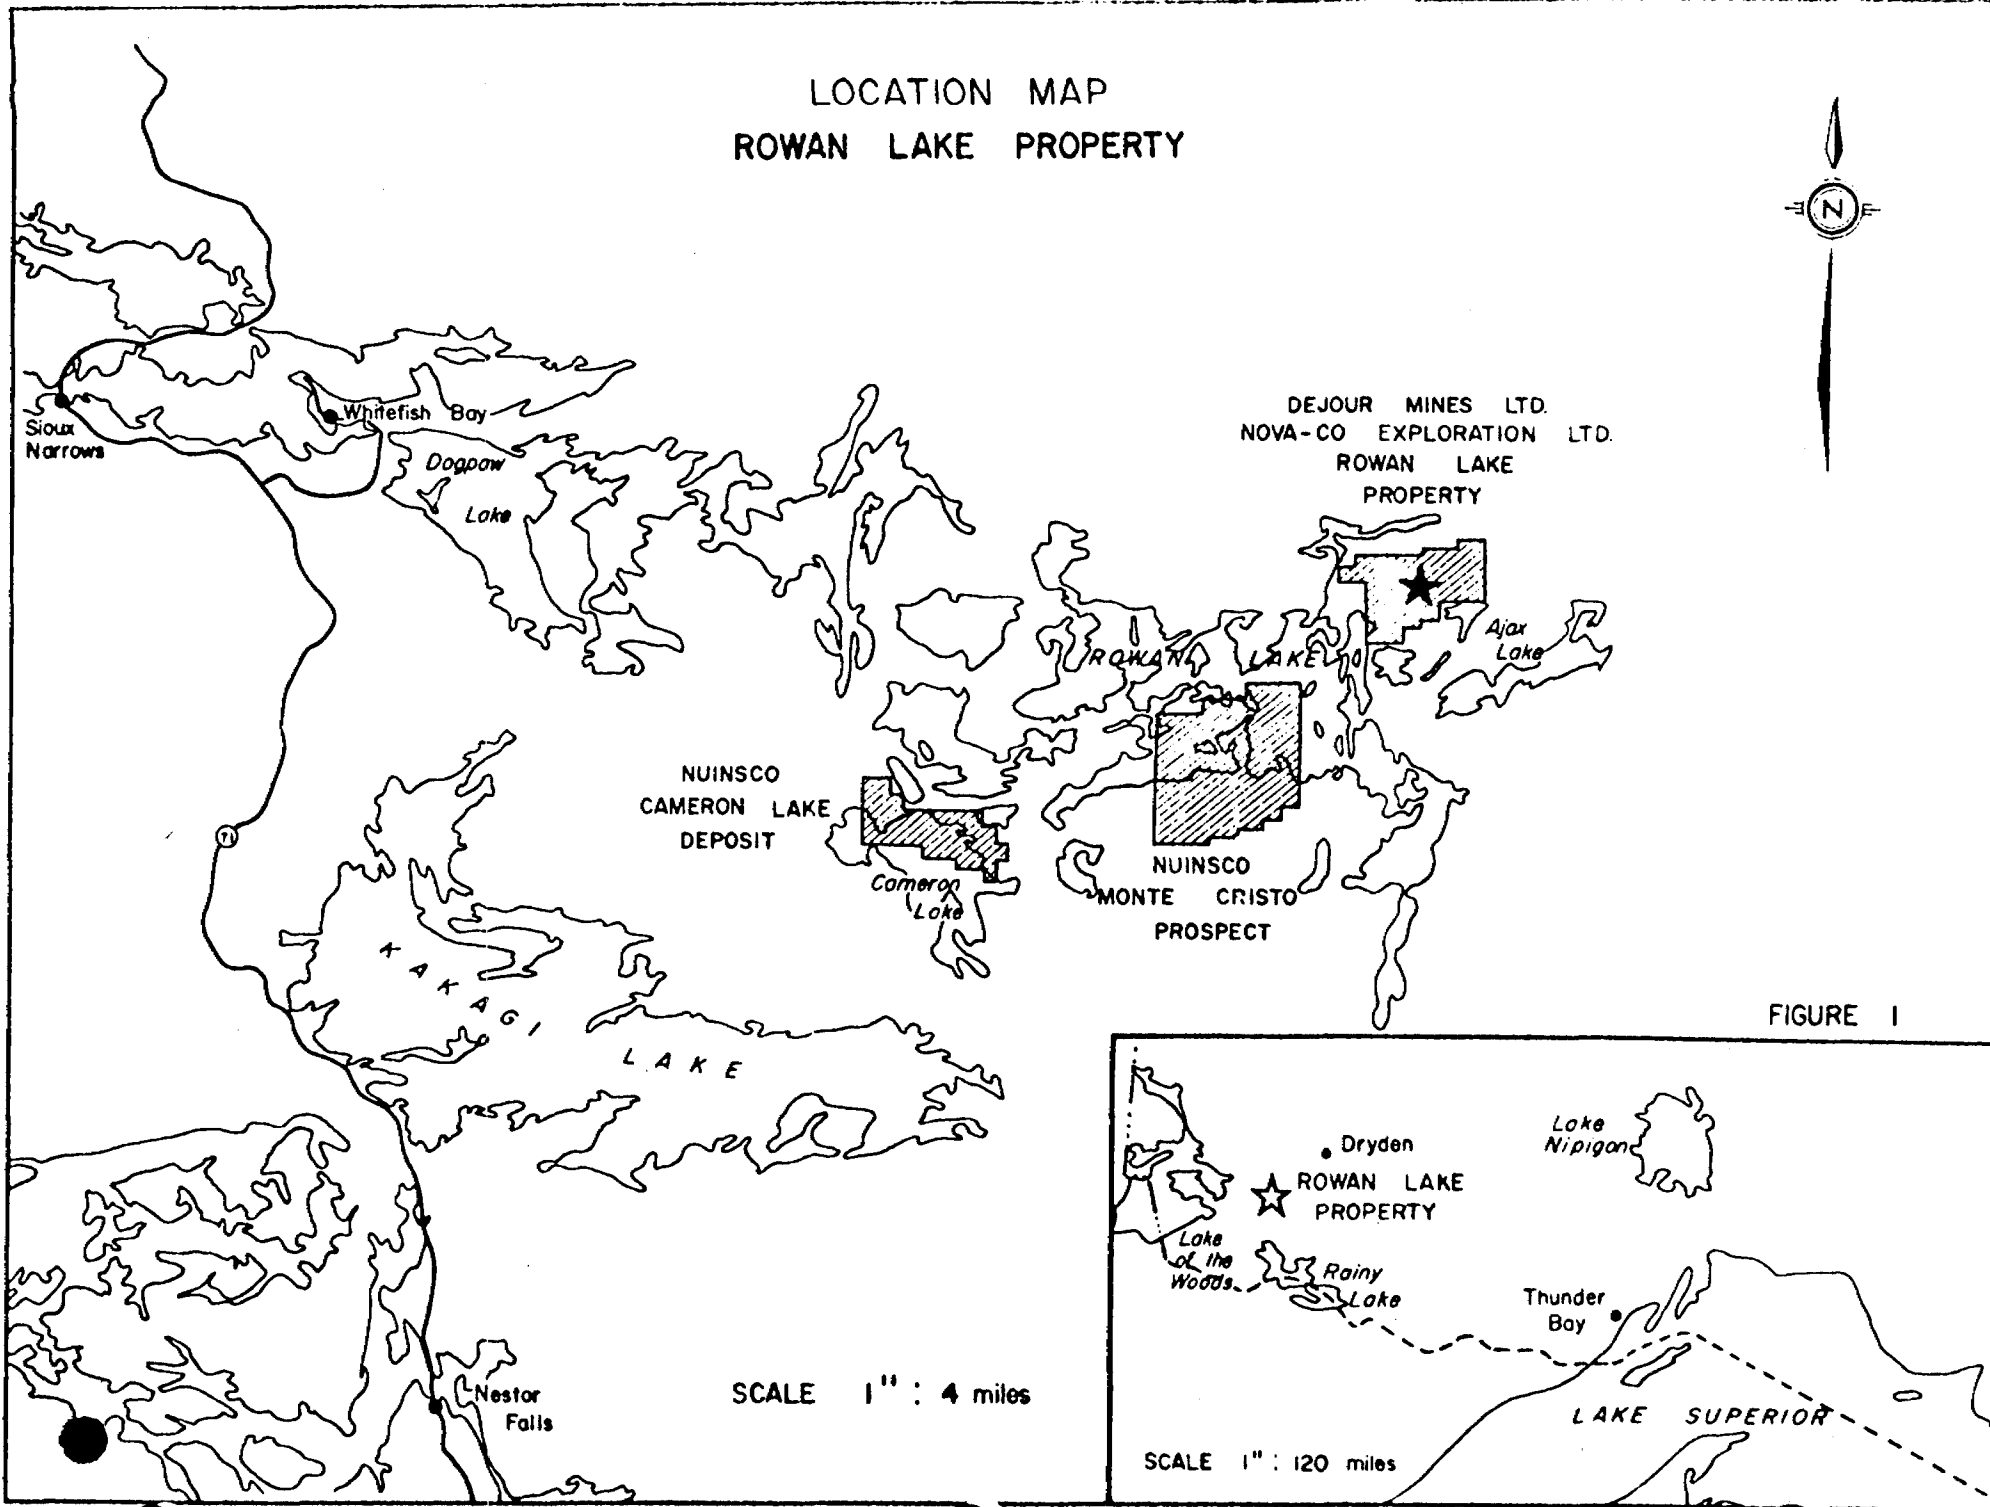 LOCATION MAP
ROWAN LAKE PROPERTY
N
DEJOUR MINES LTD.
NOVA-CO EXPLORATION LTD.
ROWAN LAKE
PROPERTY
Sioux
Narrows
Whitefish Bay
Dogpaw
Lake
Ajax
Lake
ROWAN LAKE
NUINSCO
CAMERON LAKE
DEPOSIT
71
Cameron
Lake
NUINSCO
MONTE CRISTO
PROSPECT
KAKAGI
LAKE
FIGURE 1
Nestor
Falls
SCALE 1": 4 miles
Dryden
ROWAN LAKE
PROPERTY
Lake
Nipigon
Lake
of the
Woods
Rainy
Lake
Thunder
Bay
LAKE SUPERIOR
SCALE 1": 120 miles